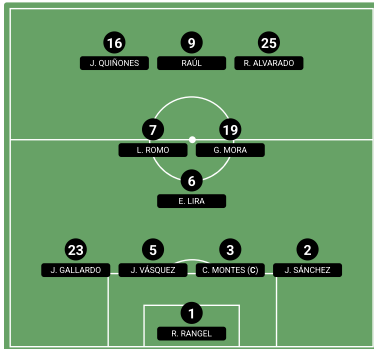 16 9 25
J. QUIÑONES RAÚL R. ALVARADO
7 19
L. ROMO G. MORA
6
E. LIRA
23 5 3 2
J. GALLARDO J. VÁSQUEZ C. MONTES (C) J. SÁNCHEZ
1
R. RANGEL